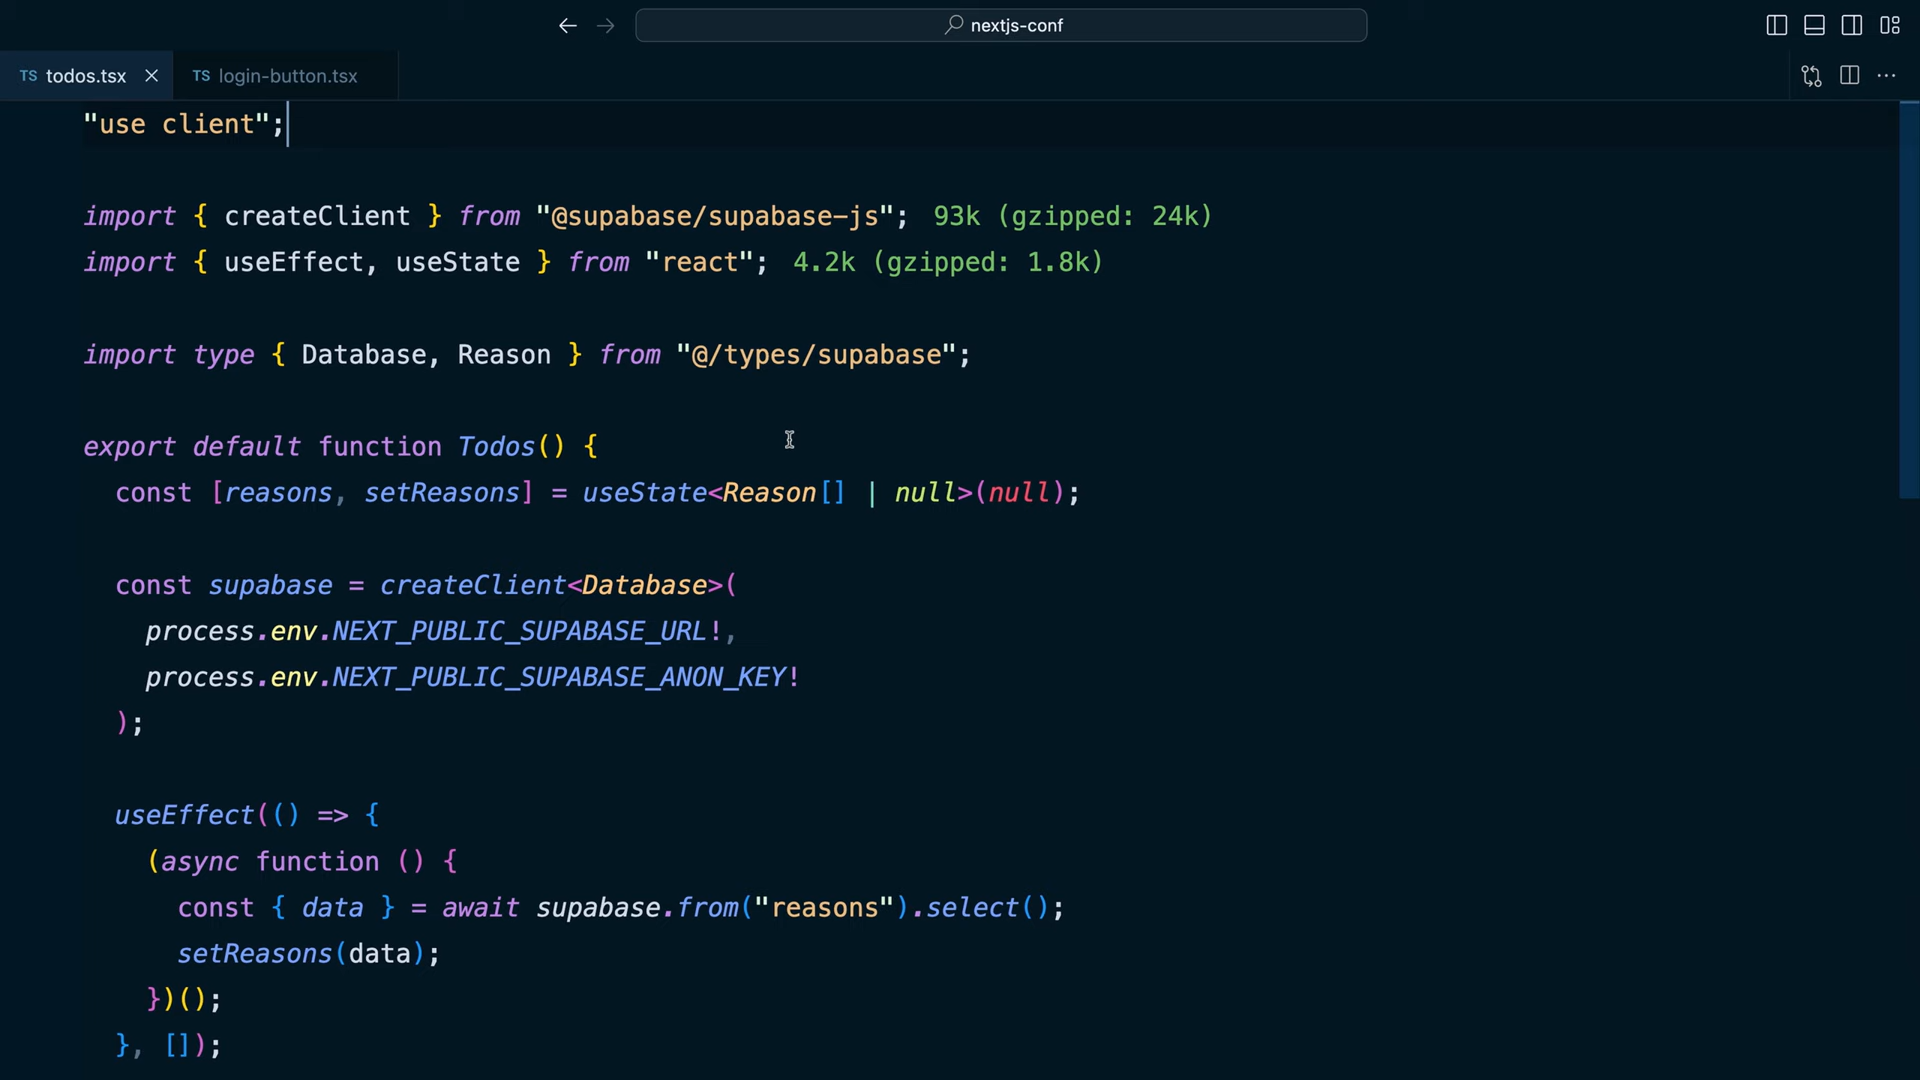 nextjs-conf
TS todos.tsx
TS login-button.tsx
"use client";
import { createClient } from "@supabase/supabase-js"; 93k (gzipped: 24k)
import { useEffect, useState } from "react"; 4.2k (gzipped: 1.8k)
import type { Database, Reason } from "@/types/supabase";
export default function Todos() {
  const [reasons, setReasons] = useState<Reason[] | null>(null);
  const supabase = createClient<Database>(
    process.env.NEXT_PUBLIC_SUPABASE_URL!,
    process.env.NEXT_PUBLIC_SUPABASE_ANON_KEY!
  );
  useEffect(() => {
    (async function () {
      const { data } = await supabase.from("reasons").select();
      setReasons(data);
    })();
  }, []);